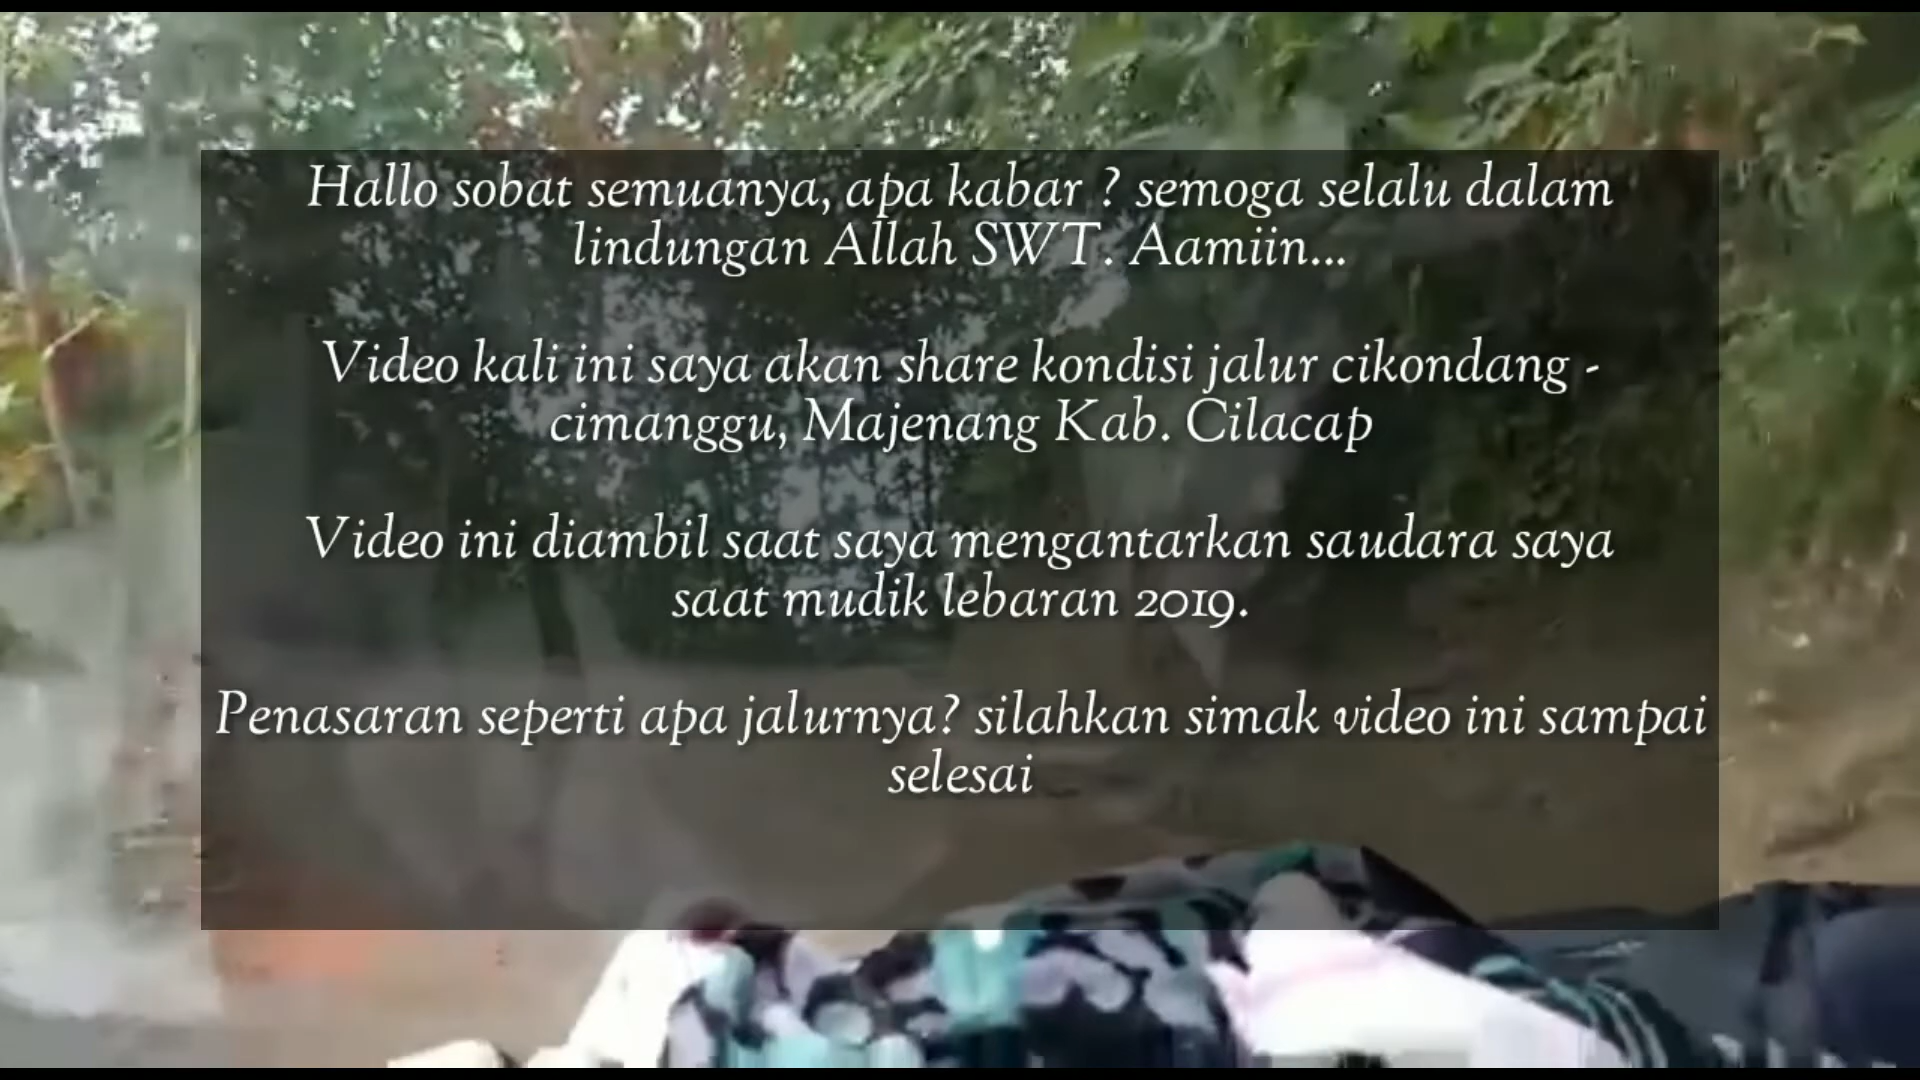 Hallo sobat semuanya, apa kabar ? semoga selalu dalam
lindungan Allah SWT. Aamiin...
Video kali ini saya akan share kondisi jalur cikondang -
cimanggu, Majenang Kab. Cilacap
Video ini diambil saat saya mengantarkan saudara saya
saat mudik lebaran 2019.
Penasaran seperti apa jalurnya? silahkan simak video ini sampai
selesai